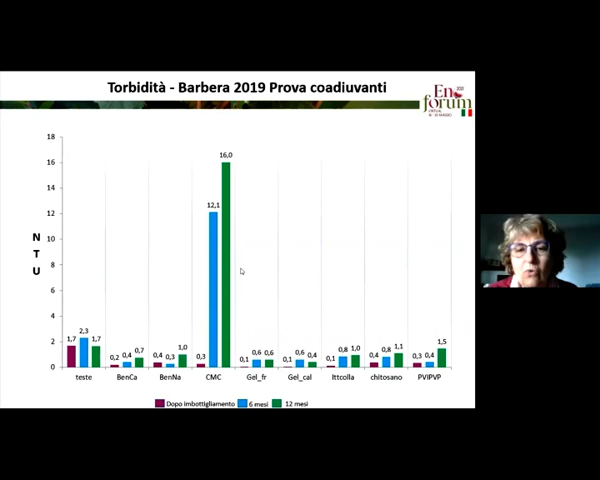 Torbidità - Barbera 2019 Prova coadiuvanti
En
forum
2021
VIRTUAL
18
16,0
16
14
12,1
12
N
T
U
10
8
6
4
2,3
2
1,7 1,7
0,2 0,4 0,7
0,4 0,3 1,0
0,3
0,1 0,6 0,6
0,1 0,6 0,4
0,1 0,8 1,0
0,4 0,8 1,1
0,3 0,4 1,5
0
teste BenCa BenNa CMC Gel_fr Gel_cal Ittcolla chitosano PVIPVP
Dopo imbottigliamento 6 mesi 12 mesi